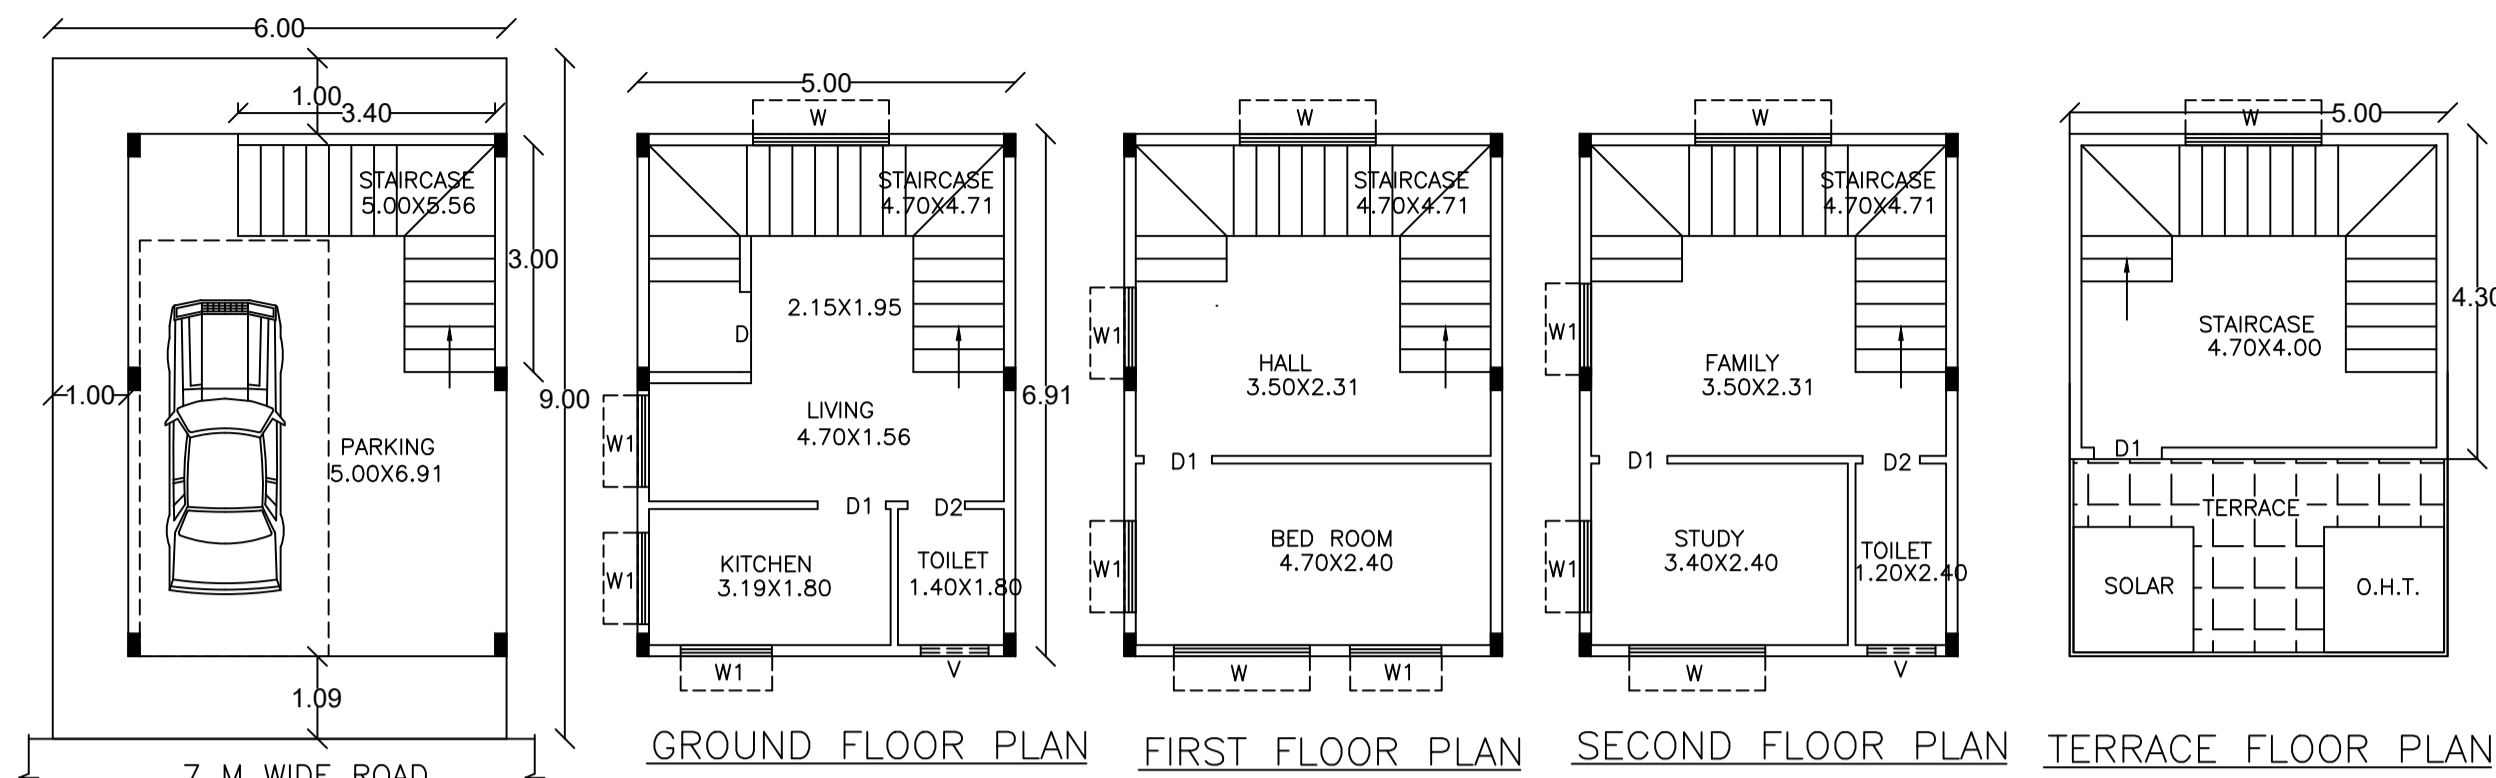 6.00
1.00
3.40
STAIRCASE
5.00X5.56
3.00
1.00
9.00
PARKING
5.00X6.91
1.09
7 M WIDE ROAD
5.00
W
STAIRCASE
4.70X4.71
2.15X1.95
D
LIVING
4.70X1.56
6.91
W1
D1
D2
KITCHEN
3.19X1.80
TOILET
1.40X1.80
W1
W1
V
GROUND FLOOR PLAN
W
STAIRCASE
4.70X4.71
W1
HALL
3.50X2.31
D1
BED ROOM
4.70X2.40
W1
W
W1
FIRST FLOOR PLAN
W
STAIRCASE
4.70X4.71
W1
FAMILY
3.50X2.31
D1
D2
STUDY
3.40X2.40
TOILET
1.20X2.40
W1
W
V
SECOND FLOOR PLAN
5.00
W
4.30
STAIRCASE
4.70X4.00
D1
TERRACE
SOLAR
O.H.T.
TERRACE FLOOR PLAN